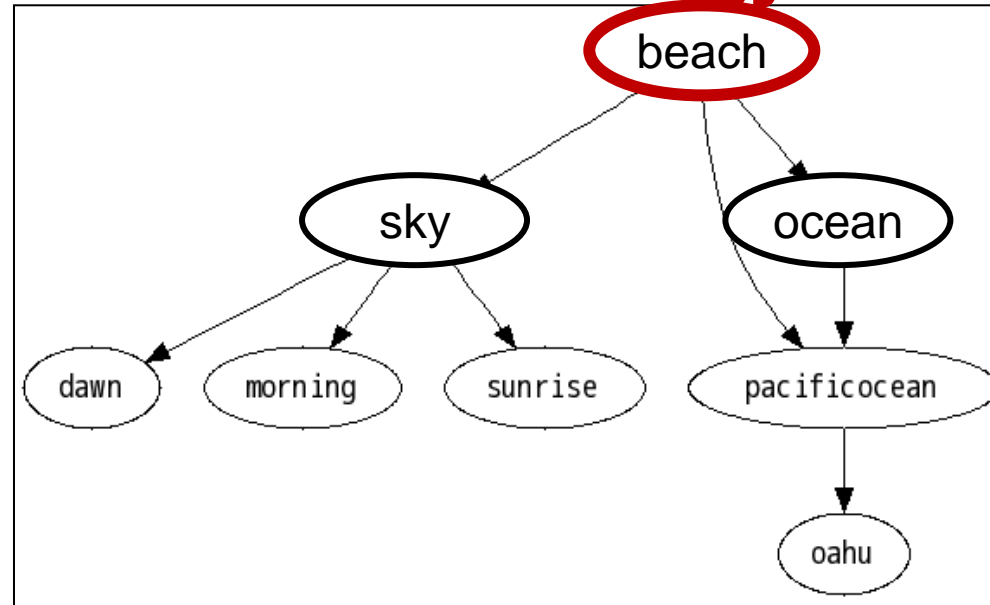 beach
sky
ocean
dawn
morning
sunrise
pacificocean
oahu